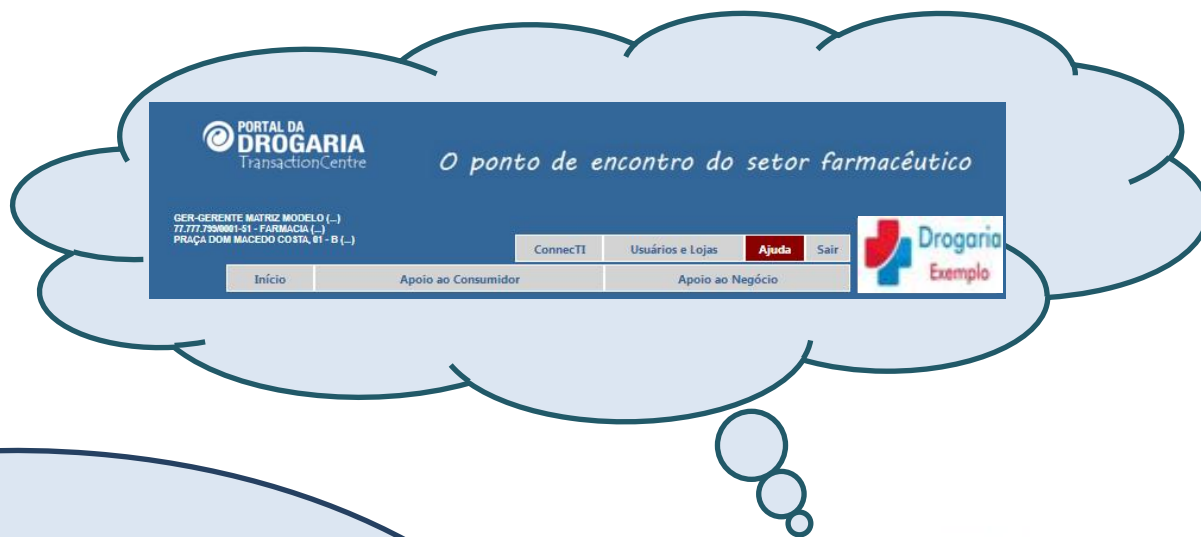 PORTAL DA
DROGARIA
TransactionCentre
O ponto de encontro do setor farmacêutico
GER-GERENTE MATRIZ MODELO (...)
77.777.795/0001-51 - FARMACIA (...)
PRAÇA DOM MACEDO COSTA, 01 - B (...)
ConnecTI Usuários e Lojas Ajuda Sair
Início Apoio ao Consumidor Apoio ao Negócio
Drogaria
Exemplo